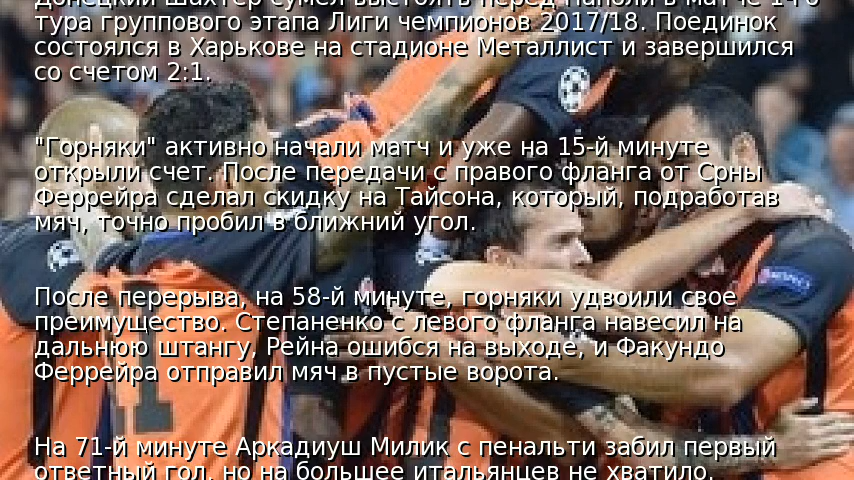 донецкий Шахтер сумел выстоять перед Наполи в матче 1-го
тура группового этапа Лиги чемпионов 2017/18. Поединок
состоялся в Харькове на стадионе Металлист и завершился
со счетом 2:1.
"Горняки" активно начали матч и уже на 15-й минуте
открыли счет. После передачи с правого фланга от Срны
Феррейра сделал скидку на Тайсона, который, подработав
мяч, точно пробил в ближний угол.
После перерыва, на 58-й минуте, горняки удвоили свое
преимущество. Степаненко с левого фланга навесил на
дальнюю штангу, Рейна ошибся на выходе, и Факундо
Феррейра отправил мяч в пустые ворота.
На 71-й минуте Аркадиуш Милик с пенальти забил первый
ответный гол, но на большее итальянцев не хватило.